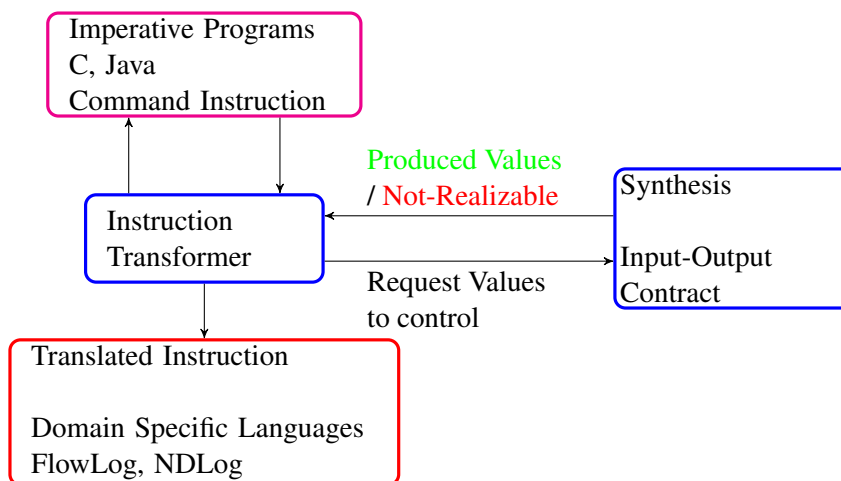 Imperative Programs
C, Java
Command Instruction
Produced Values
/ Not-Realizable
Synthesis
Input-Output
Contract
Instruction
Transformer
Request Values
to control
Translated Instruction
Domain Specific Languages
FlowLog, NDLog